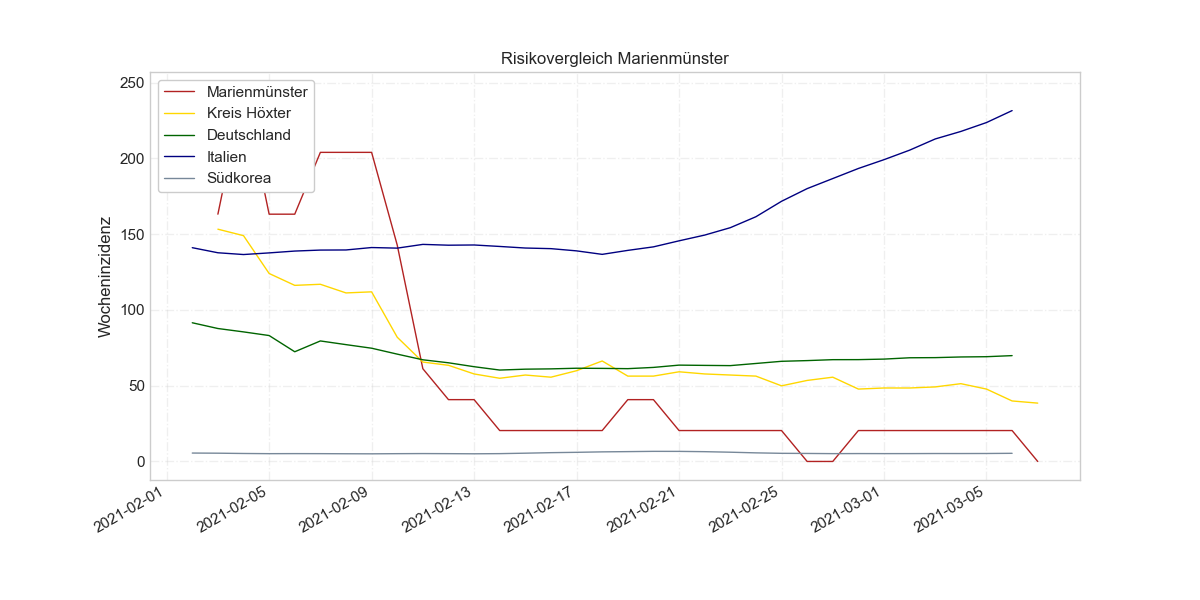 Risikovergleich Marienmünster
250
200
150
100
50
0
Wocheninzidenz
Marienmünster
Kreis Höxter
Deutschland
Italien
Südkorea
2021-02-01
2021-02-05
2021-02-09
2021-02-13
2021-02-17
2021-02-21
2021-02-25
2021-03-01
2021-03-05